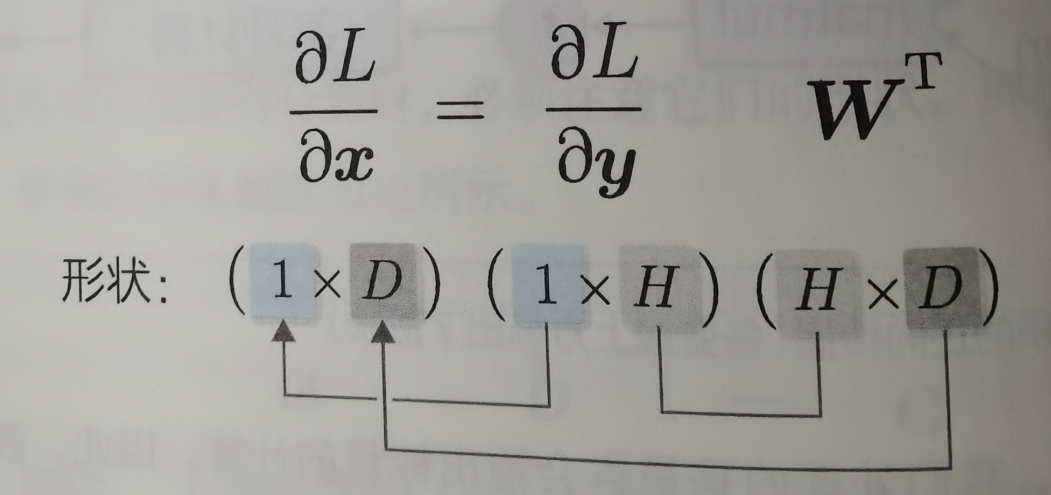 ∂L/∂x = ∂L/∂y W^T
形状: (1 × D) (1 × H) (H × D)